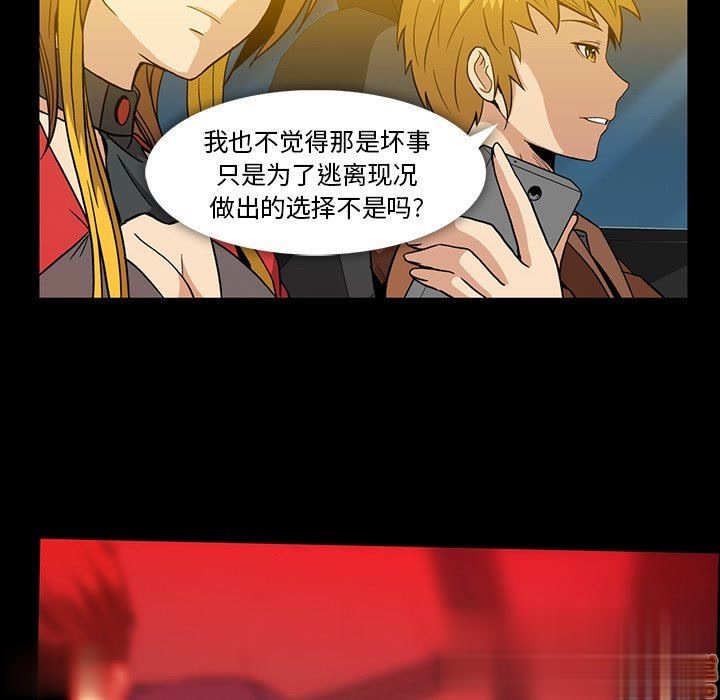 我也不觉得那是坏事
只是为了逃离现况
做出的选择不是吗?